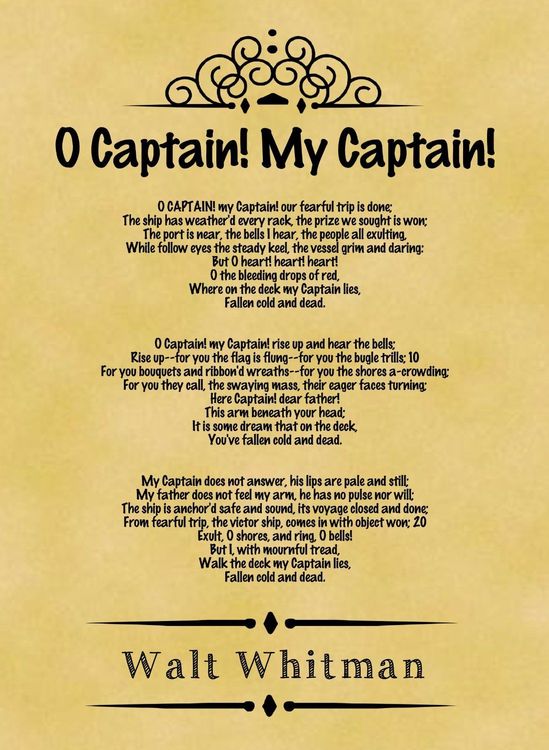 O Captain! My Captain!
O CAPTAIN! my Captain! our fearful trip is done;
The ship has weather'd every rack, the prize we sought is won;
The port is near, the bells I hear, the people all exulting,
While follow eyes the steady keel, the vessel grim and daring:
But O heart! heart! heart!
O the bleeding drops of red,
Where on the deck my Captain lies,
Fallen cold and dead.
O Captain! my Captain! rise up and hear the bells;
Rise up--for you the flag is flung--for you the bugle trills; 10
For you bouquets and ribbon'd wreaths--for you the shores a-crowding;
For you they call, the swaying mass, their eager faces turning;
Here Captain! dear father!
This arm beneath your head;
It is some dream that on the deck,
You've fallen cold and dead.
My Captain does not answer, his lips are pale and still;
My father does not feel my arm, he has no pulse nor will;
The ship is anchor'd safe and sound, its voyage closed and done;
From fearful trip, the victor ship, comes in with object won; 20
Exult, O shores, and ring, O bells!
But I, with mournful tread,
Walk the deck my Captain lies,
Fallen cold and dead.
Walt Whitman